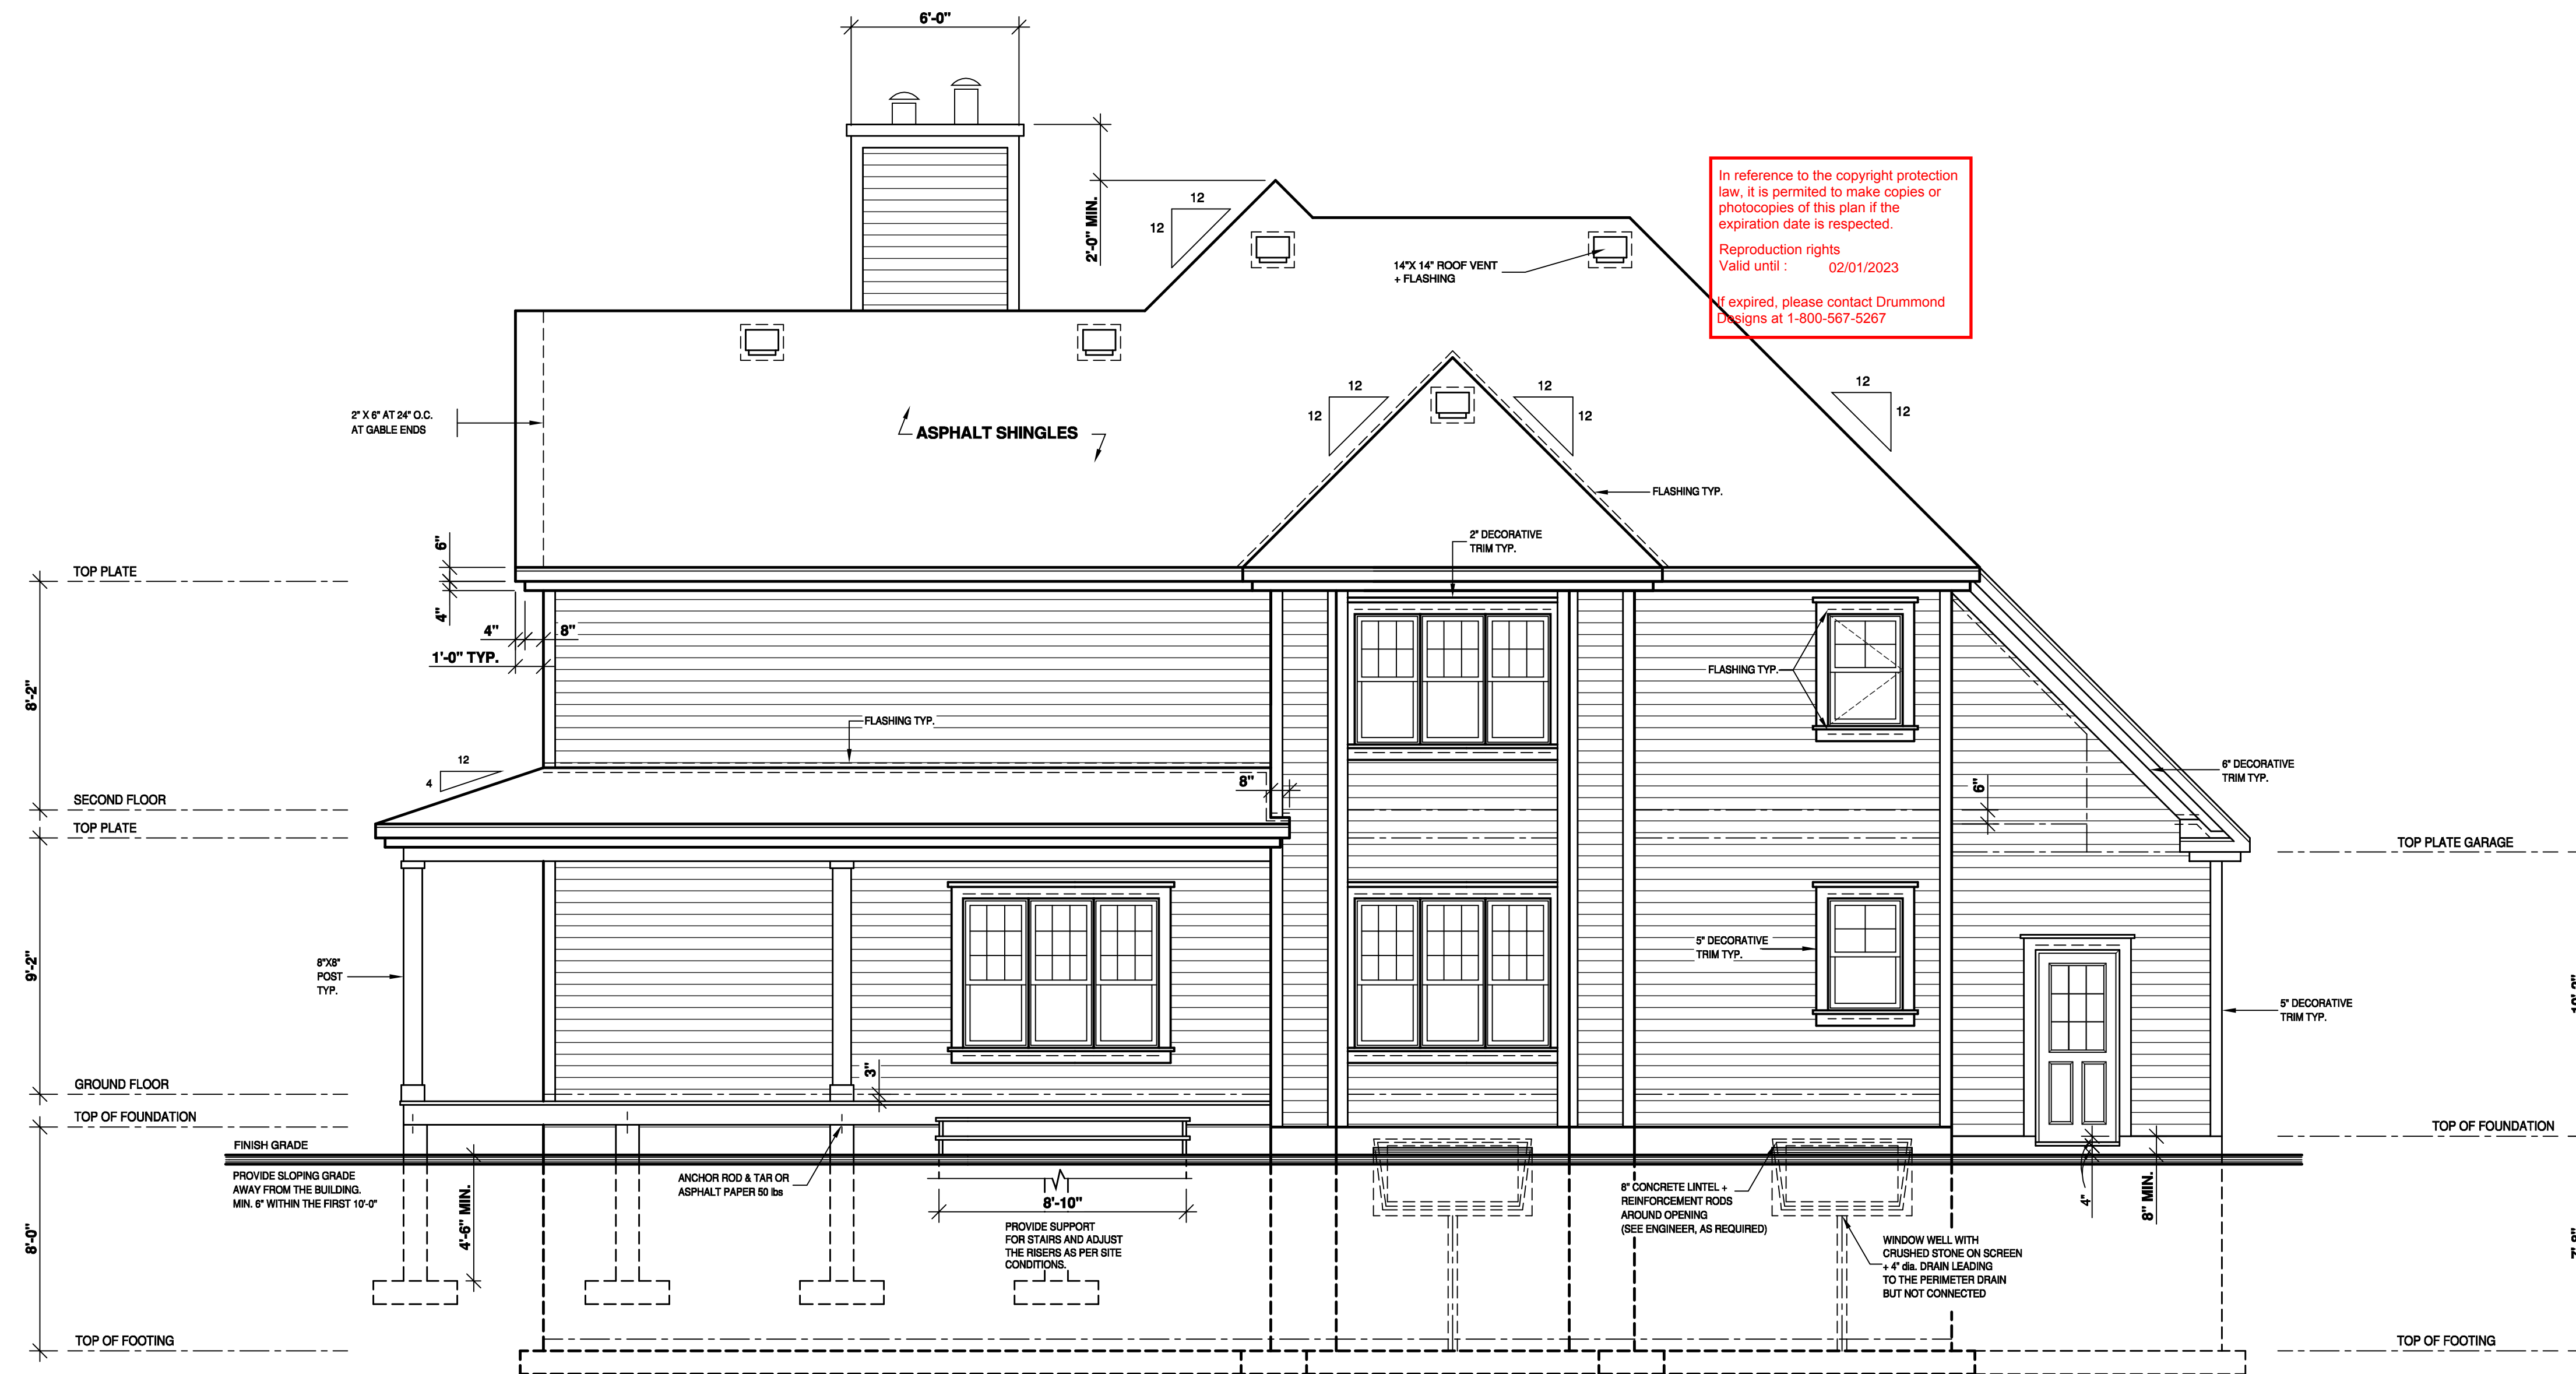 6'-0"
2'-0" MIN.
12
12
In reference to the copyright protection
law, it is permited to make copies or
photocopies of this plan if the
expiration date is respected.
Reproduction rights
Valid until : 02/01/2023
If expired, please contact Drummond
Designs at 1-800-567-5267
14"X 14" ROOF VENT
+ FLASHING
12
12
12
12
12
12
2" X 6" AT 24" O.C.
AT GABLE ENDS
ASPHALT SHINGLES
FLASHING TYP.
2" DECORATIVE
TRIM TYP.
6"
TOP PLATE
4"
4"
8"
1'-0" TYP.
FLASHING TYP.
8'-2"
FLASHING TYP.
12
4
8"
6"
6" DECORATIVE
TRIM TYP.
SECOND FLOOR
TOP PLATE
TOP PLATE GARAGE
9'-2"
8"X8"
POST
TYP.
5" DECORATIVE
TRIM TYP.
5" DECORATIVE
TRIM TYP.
3"
GROUND FLOOR
TOP OF FOUNDATION
TOP OF FOUNDATION
FINISH GRADE
PROVIDE SLOPING GRADE
AWAY FROM THE BUILDING.
MIN. 6" WITHIN THE FIRST 10'-0"
4'-6" MIN.
ANCHOR ROD & TAR OR
ASPHALT PAPER 50 lbs
8'-10"
PROVIDE SUPPORT
FOR STAIRS AND ADJUST
THE RISERS AS PER SITE
CONDITIONS.
8" CONCRETE LINTEL +
REINFORCEMENT RODS
AROUND OPENING
(SEE ENGINEER, AS REQUIRED)
WINDOW WELL WITH
CRUSHED STONE ON SCREEN
+ 4" dia. DRAIN LEADING
TO THE PERIMETER DRAIN
BUT NOT CONNECTED
4"
8" MIN.
8'-0"
TOP OF FOOTING
TOP OF FOOTING